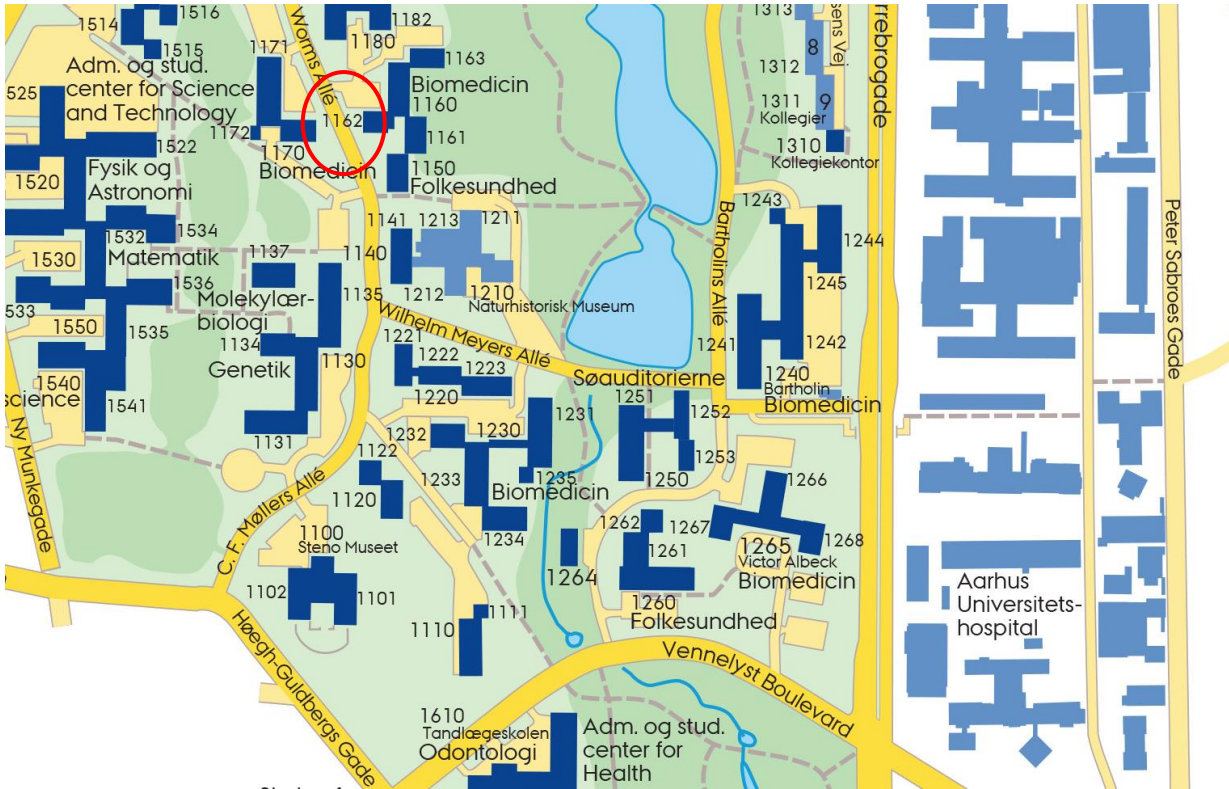 1514
1516
1515
1171
Worms Allé
1182
1180
1163
Biomedicin
1160
1162
1161
1150
Folkesundhed
Adm. og stud.
center for Science
and Technology
525
1172
1170
Biomedicin
1522
1520
Fysik og
Astronomi
1313
8
1312
1311
Kollegier
9
1310
Kollegiekontor
sens Vej.
rrebrogade
1532
1534
Matematik
1530
1536
533
1550
1535
1540
science
1541
Ny Munkegade
1137
Molekylær-
biologi
1134
Genetik
1135
1130
1131
1141
1140
1213
1211
1212
1210
Naturhistorisk Museum
Wilhelm Meyers Allé
Bartholins Allé
1243
1244
1245
1241
1242
1240
Bartholin
Biomedicin
Peter Sabroes Gade
1221
1222
1223
1220
Søauditorierne
1251
1252
1253
1250
1232
1230
1231
1233
1235
Biomedicin
1234
1122
1120
1100
Steno Museet
1102
1101
C. F. Møllers Allé
1111
1110
1264
1262
1267
1261
1260
Folkesundhed
1266
1265
1268
Victor Albeck
Biomedicin
Aarhus
Universitets-
hospital
Høegh-Guldbergs Gade
Vennelyst Boulevard
1610
Tandlægeskolen
Odontologi
Adm. og stud.
center for
Health